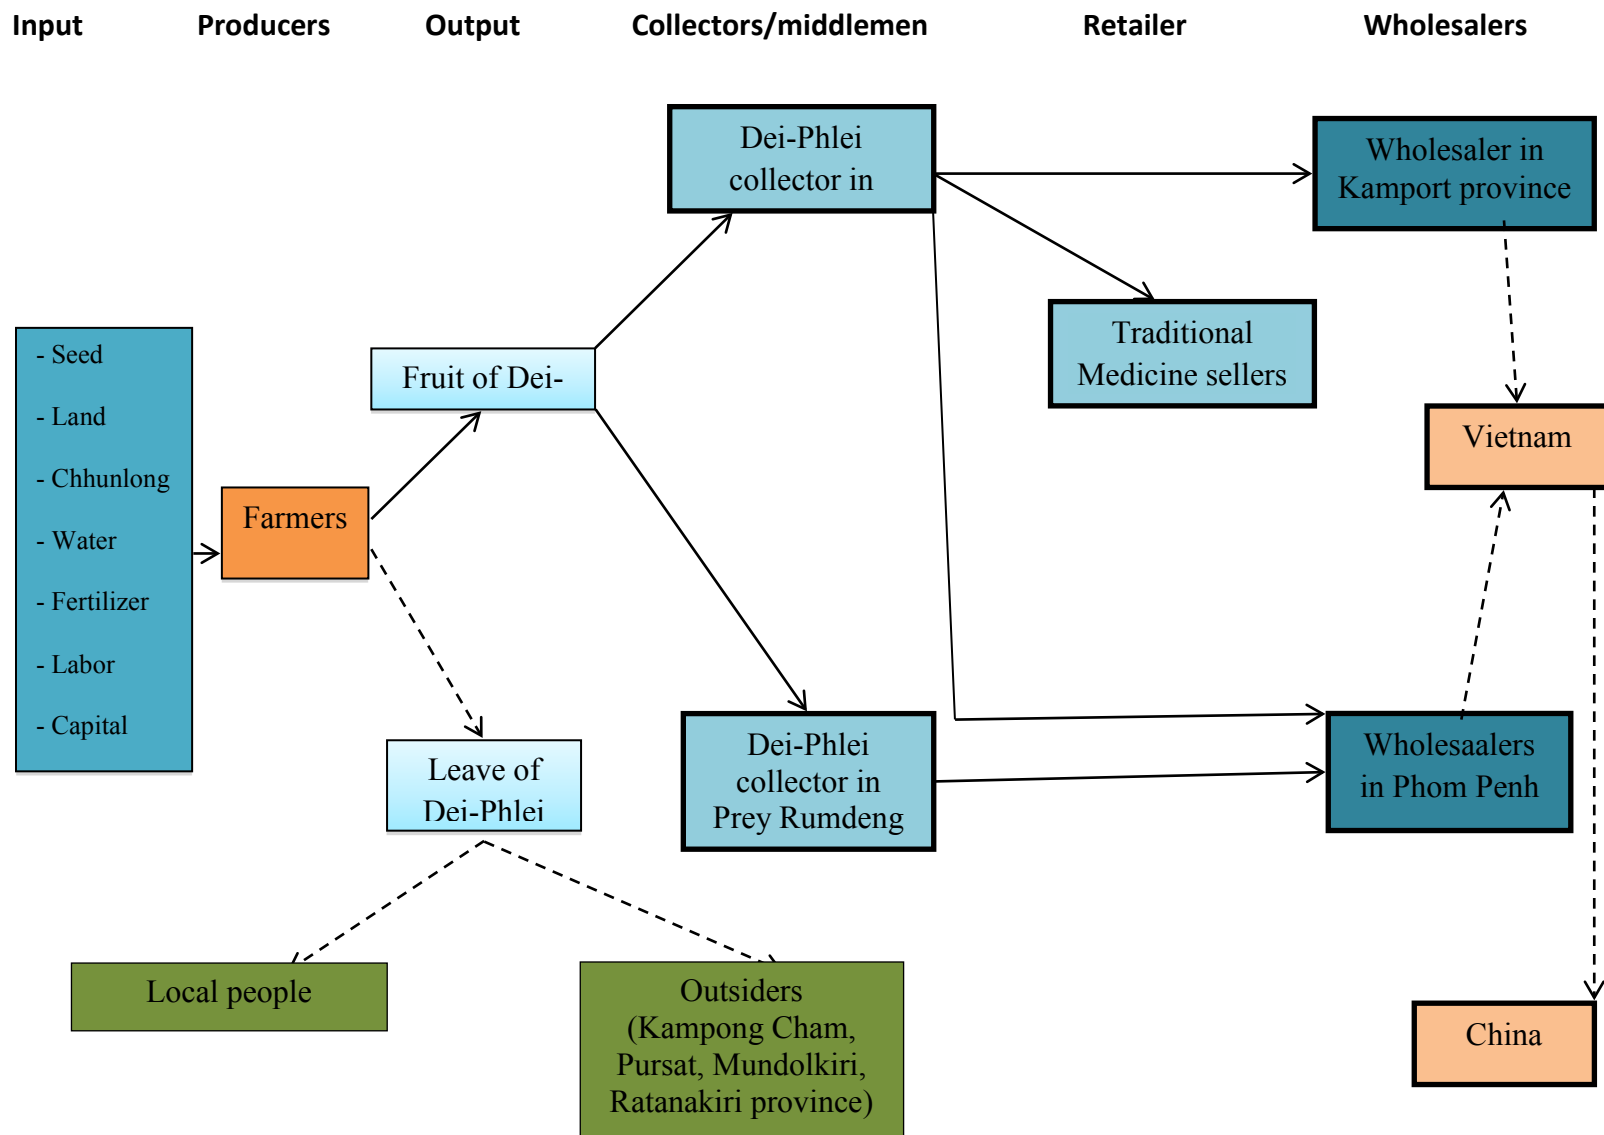 Input Producers Output Collectors/middlemen Retailer Wholesalers
Dei-Phlei
collector in
Wholesaler in
Kamport province
Traditional
Medicine sellers
- Seed
- Land
- Chhunlong
- Water
- Fertilizer
- Labor
- Capital
Fruit of Dei-
Farmers
Vietnam
Leave of
Dei-Phlei
Dei-Phlei
collector in
Prey Rumdeng
Wholesaalers
in Phom Penh
Local people
Outsiders
(Kampong Cham,
Pursat, Mundolkiri,
Ratanakiri province)
China